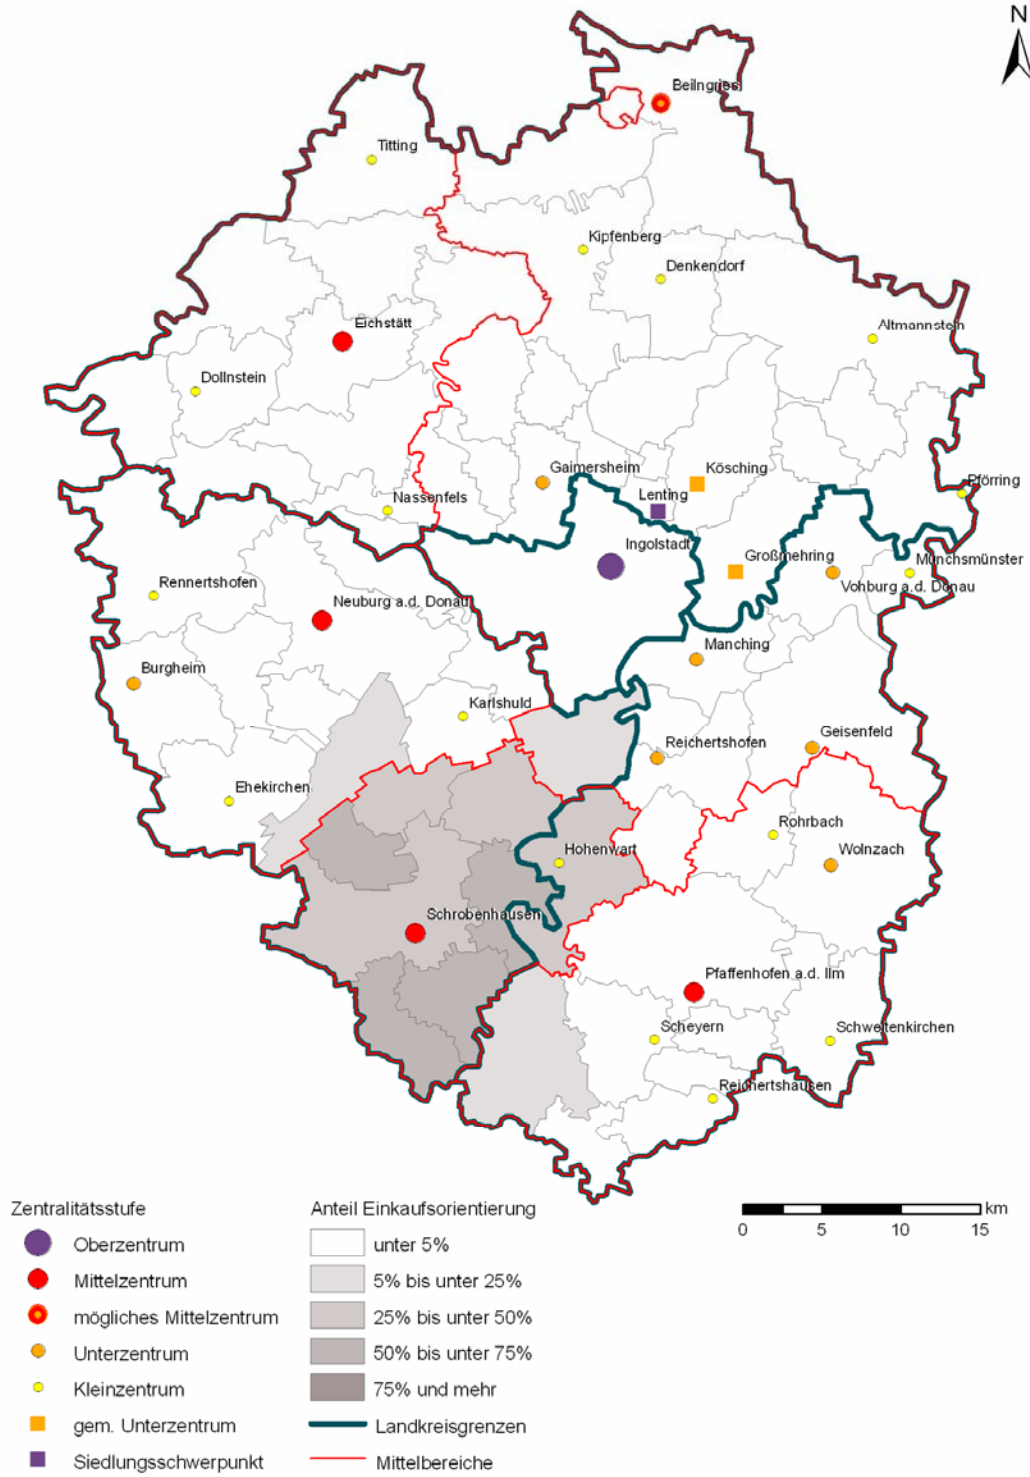 N
Beilngries
Titting
Kipfenberg
Denkendorf
Eichstätt
Altmannstein
Dollnstein
Gaimersheim
Kösching
Pförring
Nassenfels
Lenting
Ingolstadt
Großmehring
Münchsmünster
Rennertshofen
Vohburg a.d. Donau
Neuburg a.d. Donau
Manching
Burgheim
Karlshuld
Geisenfeld
Reichertshofen
Ehekirchen
Rohrbach
Hohenwart
Wolnzach
Schrobenhausen
Pfaffenhofen a.d. Ilm
Scheyern
Schweitenkirchen
Reichertshausen
km
0 5 10 15
Zentralitätsstufe
Oberzentrum
Mittelzentrum
mögliches Mittelzentrum
Unterzentrum
Kleinzentrum
gem. Unterzentrum
Siedlungsschwerpunkt
Anteil Einkaufsorientierung
unter 5%
5% bis unter 25%
25% bis unter 50%
50% bis unter 75%
75% und mehr
Landkreisgrenzen
Mittelbereiche